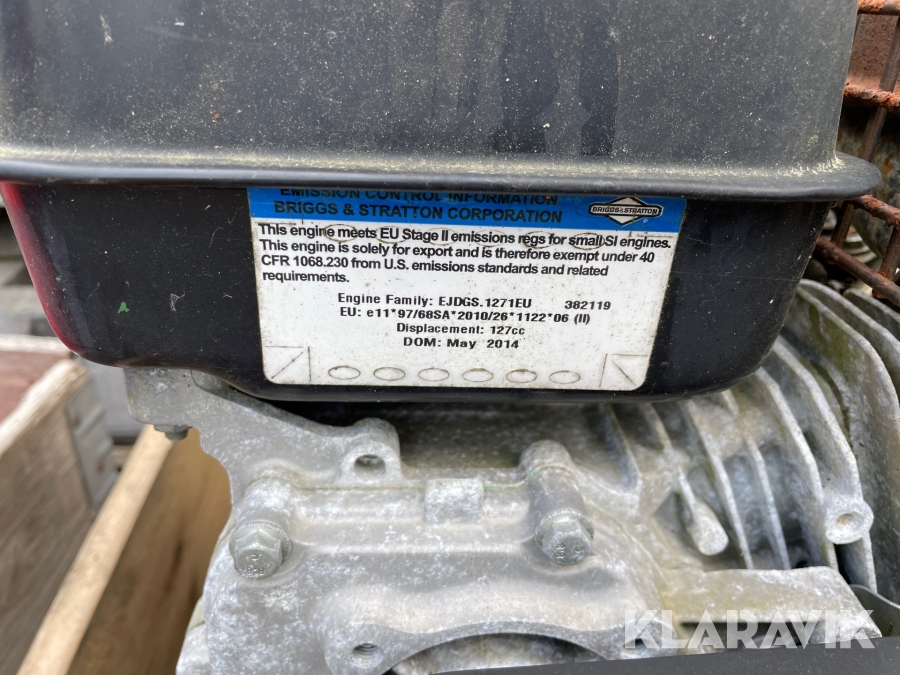 EMISSION CONTROL INFORMATION
BRIGGS & STRATTON CORPORATION
BRIGGS & STRATTON
This engine meets EU Stage II emissions regs for small SI engines.
This engine is solely for export and is therefore exempt under 40
CFR 1068.230 from U.S. emissions standards and related
requirements.
Engine Family: EJDGS.1271EU 382119
EU: e11*97/68SA*2010/26*1122*06 (II)
Displacement: 127cc
DOM: May 2014
KLARAVIK